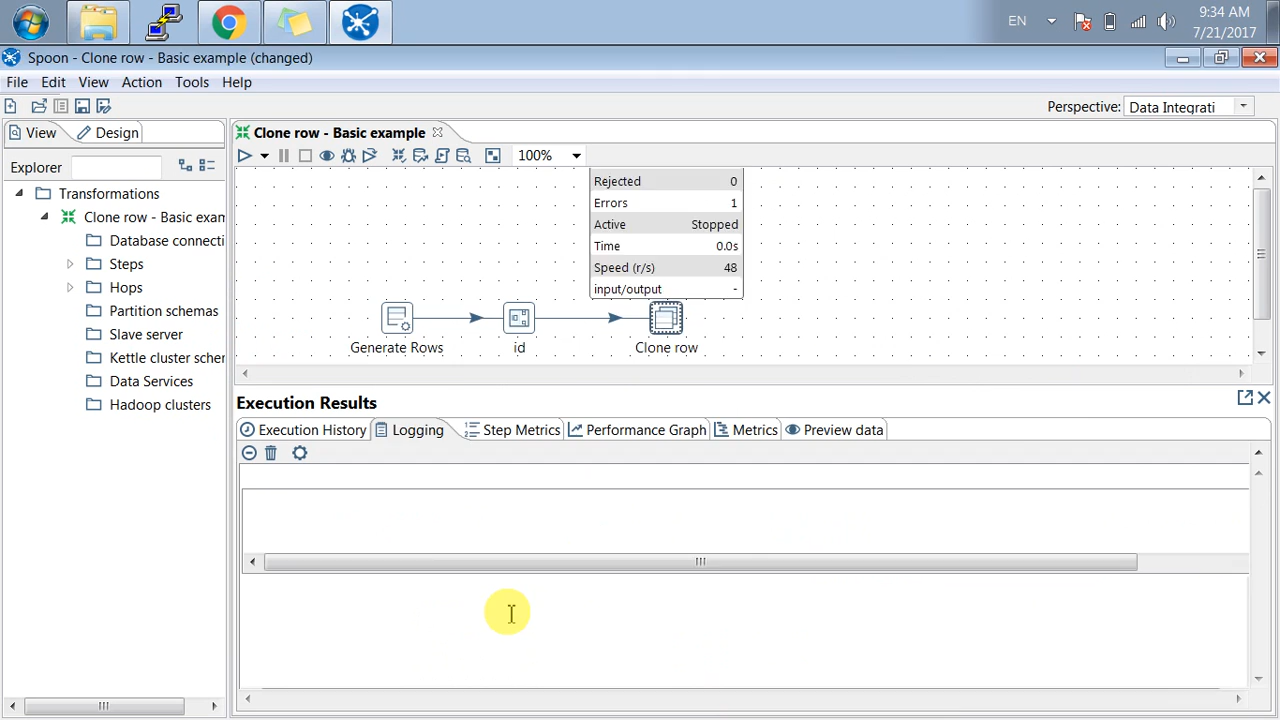 EN
9:34 AM
7/21/2017
Spoon - Clone row - Basic example (changed)
File Edit View Action Tools Help
Perspective: Data Integrati
View Design
Clone row - Basic example
Explorer
100%
Transformations
Clone row - Basic exam
Database connecti
Steps
Hops
Partition schemas
Slave server
Kettle cluster scher
Data Services
Hadoop clusters
Rejected 0
Errors 1
Active Stopped
Time 0.0s
Speed (r/s) 48
input/output -
Generate Rows id Clone row
Execution Results
Execution History Logging Step Metrics Performance Graph Metrics Preview data